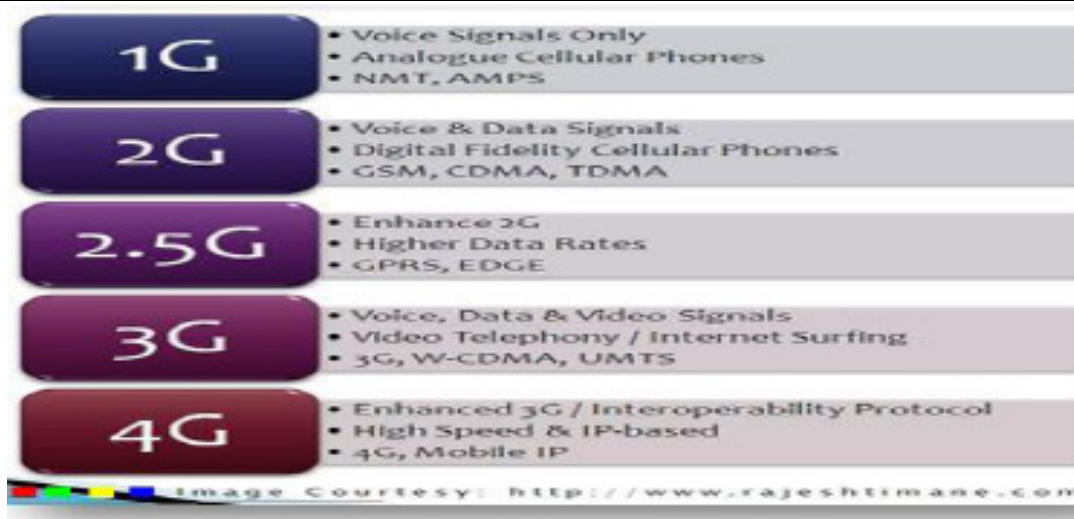 1G
• Voice Signals Only
• Analogue Cellular Phones
• NMT, AMPS
2G
• Voice & Data Signals
• Digital Fidelity Cellular Phones
• GSM, CDMA, TDMA
2.5G
• Enhance 2G
• Higher Data Rates
• GPRS, EDGE
3G
• Voice, Data & Video Signals
• Video Telephony / Internet Surfing
• 3G, W-CDMA, UMTS
4G
• Enhanced 3G / Interoperability Protocol
• High Speed & IP-based
• 4G, Mobile IP
Image Courtesy: http://www.rajeshtimane.com